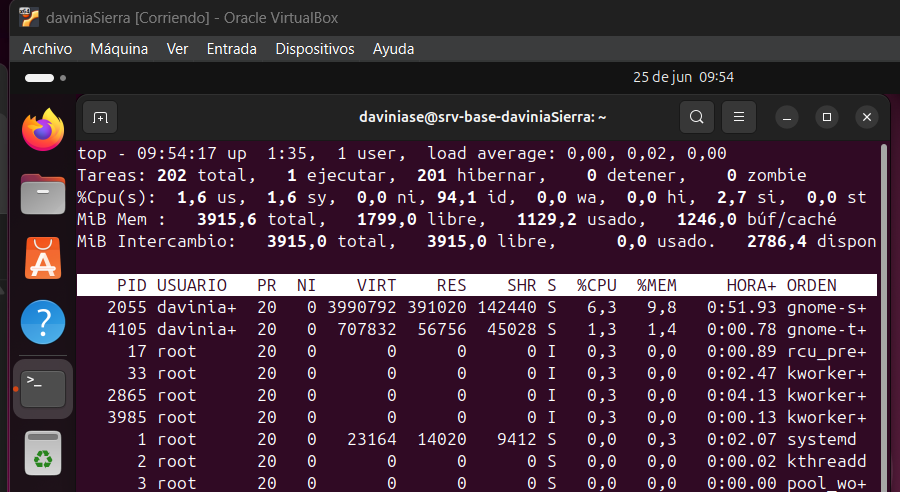 daviniaSierra [Corriendo] - Oracle VirtualBox
Archivo Máquina Ver Entrada Dispositivos Ayuda
25 de jun 09:54
daviniase@srv-base-daviniaSierra: ~
top - 09:54:17 up  1:35,  1 user,  load average: 0,00, 0,02, 0,00
Tareas: 202 total,   1 ejecutar, 201 hibernar,   0 detener,   0 zombie
%Cpu(s):  1,6 us,  1,6 sy,  0,0 ni, 94,1 id,  0,0 wa,  0,0 hi,  2,7 si,  0,0 st
MiB Mem :   3915,6 total,   1799,0 libre,   1129,2 usado,   1246,0 búf/caché
MiB Intercambio:   3915,0 total,   3915,0 libre,      0,0 usado.   2786,4 dispon
PID USUARIO   PR  NI    VIRT    RES    SHR S  %CPU  %MEM     HORA+ ORDEN
2055 davinia+  20   0 3990792 391020 142440 S   6,3   9,8   0:51.93 gnome-s+
4105 davinia+  20   0  707832  56756  45028 S   1,3   1,4   0:00.78 gnome-t+
17 root      20   0       0      0      0 I   0,3   0,0   0:00.89 rcu_pre+
33 root      20   0       0      0      0 I   0,3   0,0   0:02.47 kworker+
2865 root      20   0       0      0      0 I   0,3   0,0   0:04.13 kworker+
3985 root      20   0       0      0      0 I   0,3   0,0   0:00.13 kworker+
1 root      20   0   23164  14020   9412 S   0,0   0,3   0:02.07 systemd
2 root      20   0       0      0      0 S   0,0   0,0   0:00.02 kthreadd
3 root      20   0       0      0      0 S   0,0   0,0   0:00.00 pool_wo+